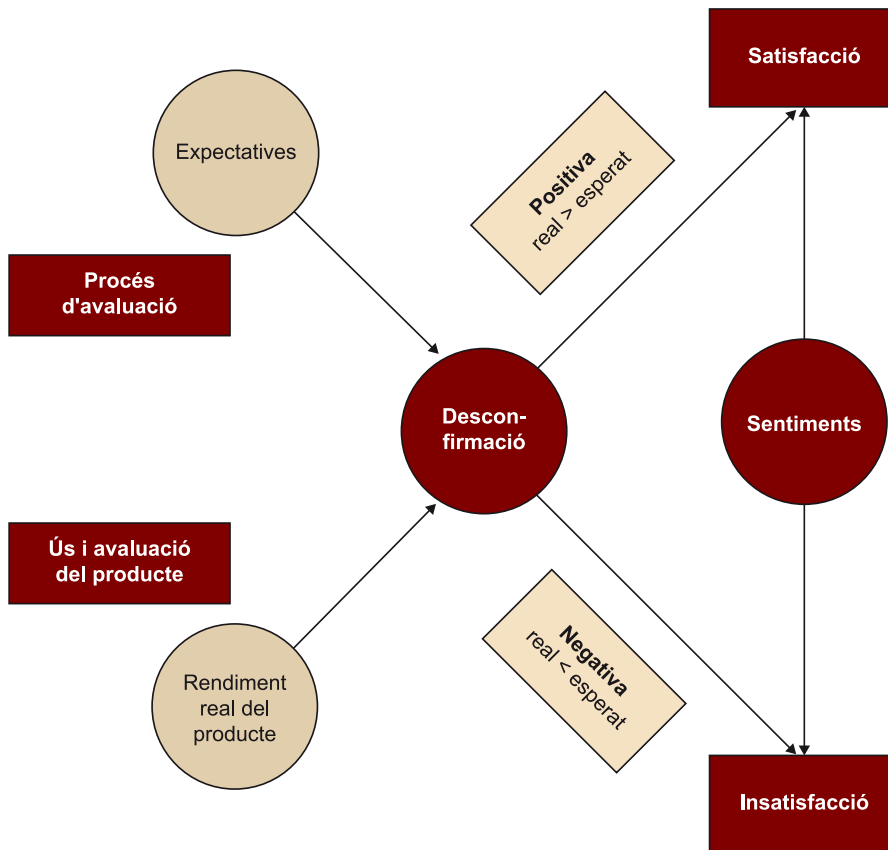 Satisfacció
Expectatives
Positiva
real > esperat
Procés
d'avaluació
Descon-
firmació
Sentiments
Ús i avaluació
del producte
Negativa
real < esperat
Rendiment
real del
producte
Insatisfacció